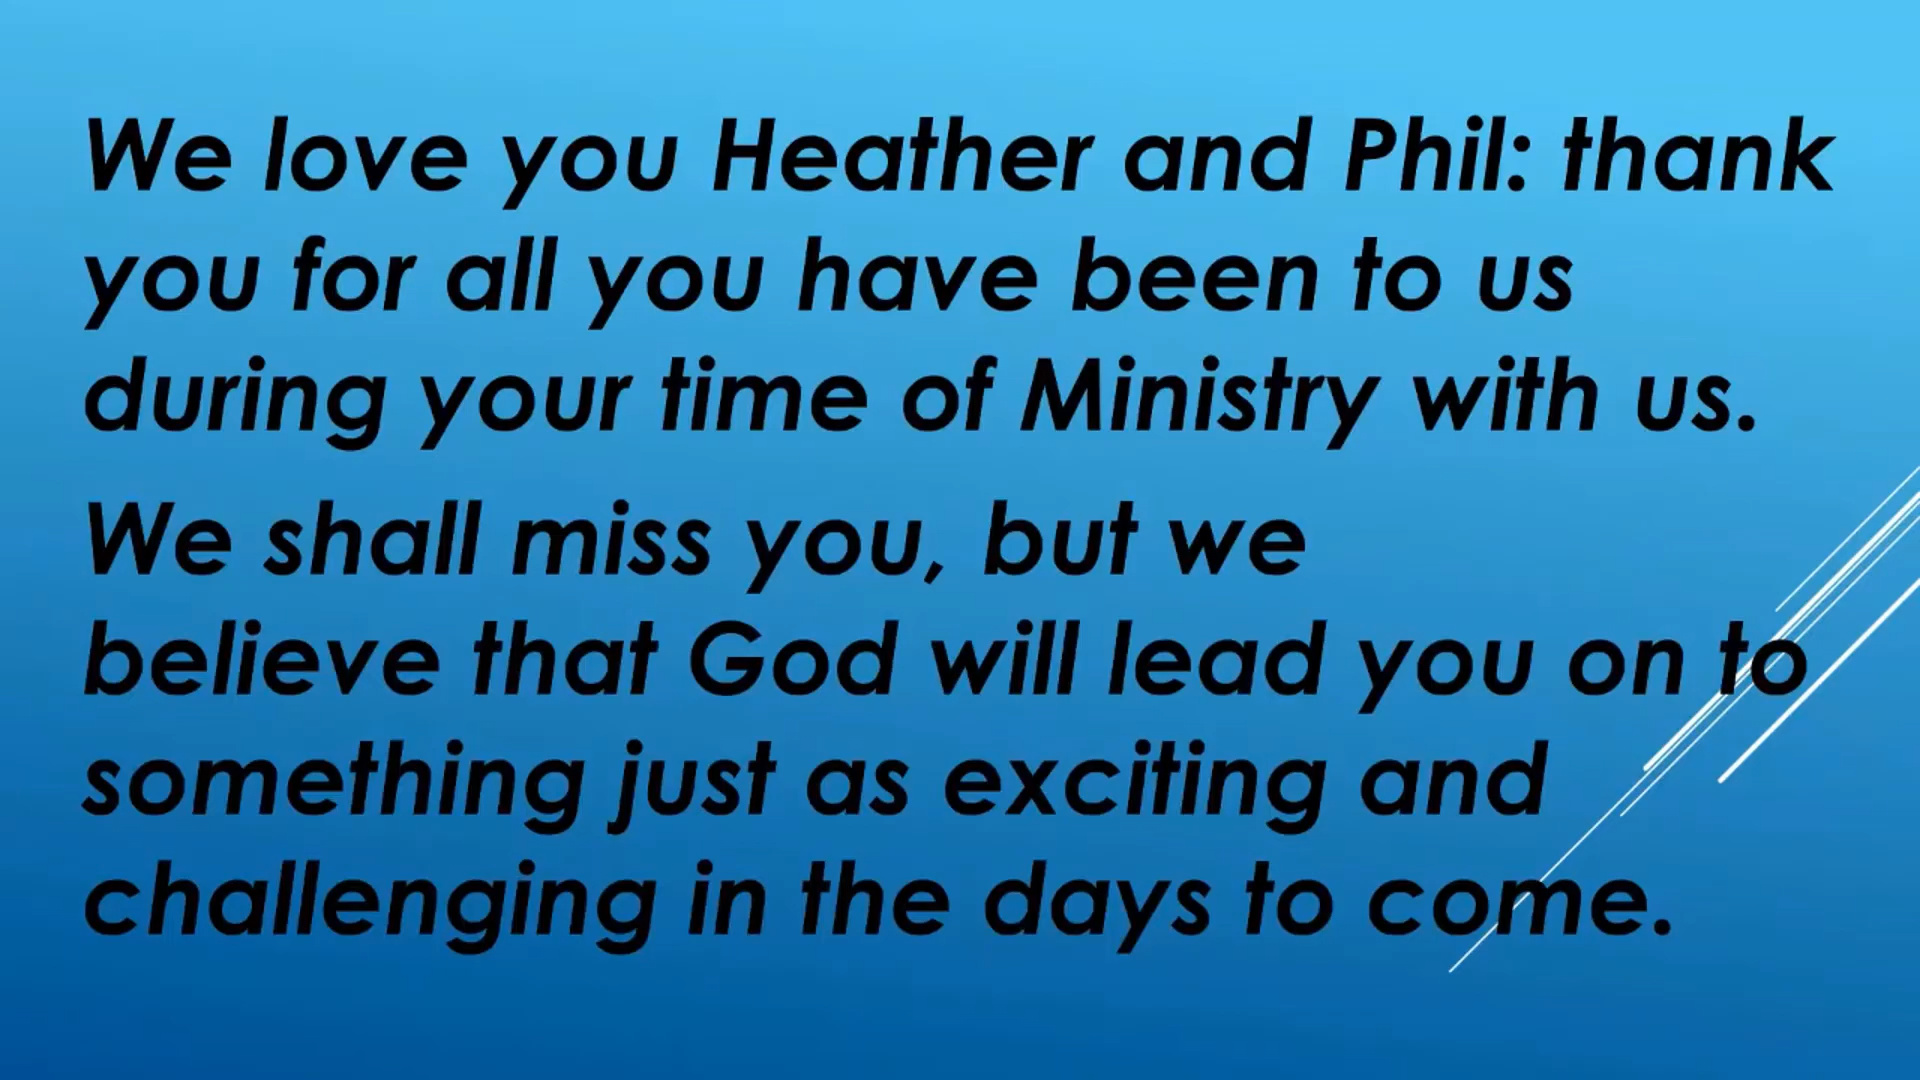 We love you Heather and Phil: thank
you for all you have been to us
during your time of Ministry with us.
We shall miss you, but we
believe that God will lead you on to
something just as exciting and
challenging in the days to come.